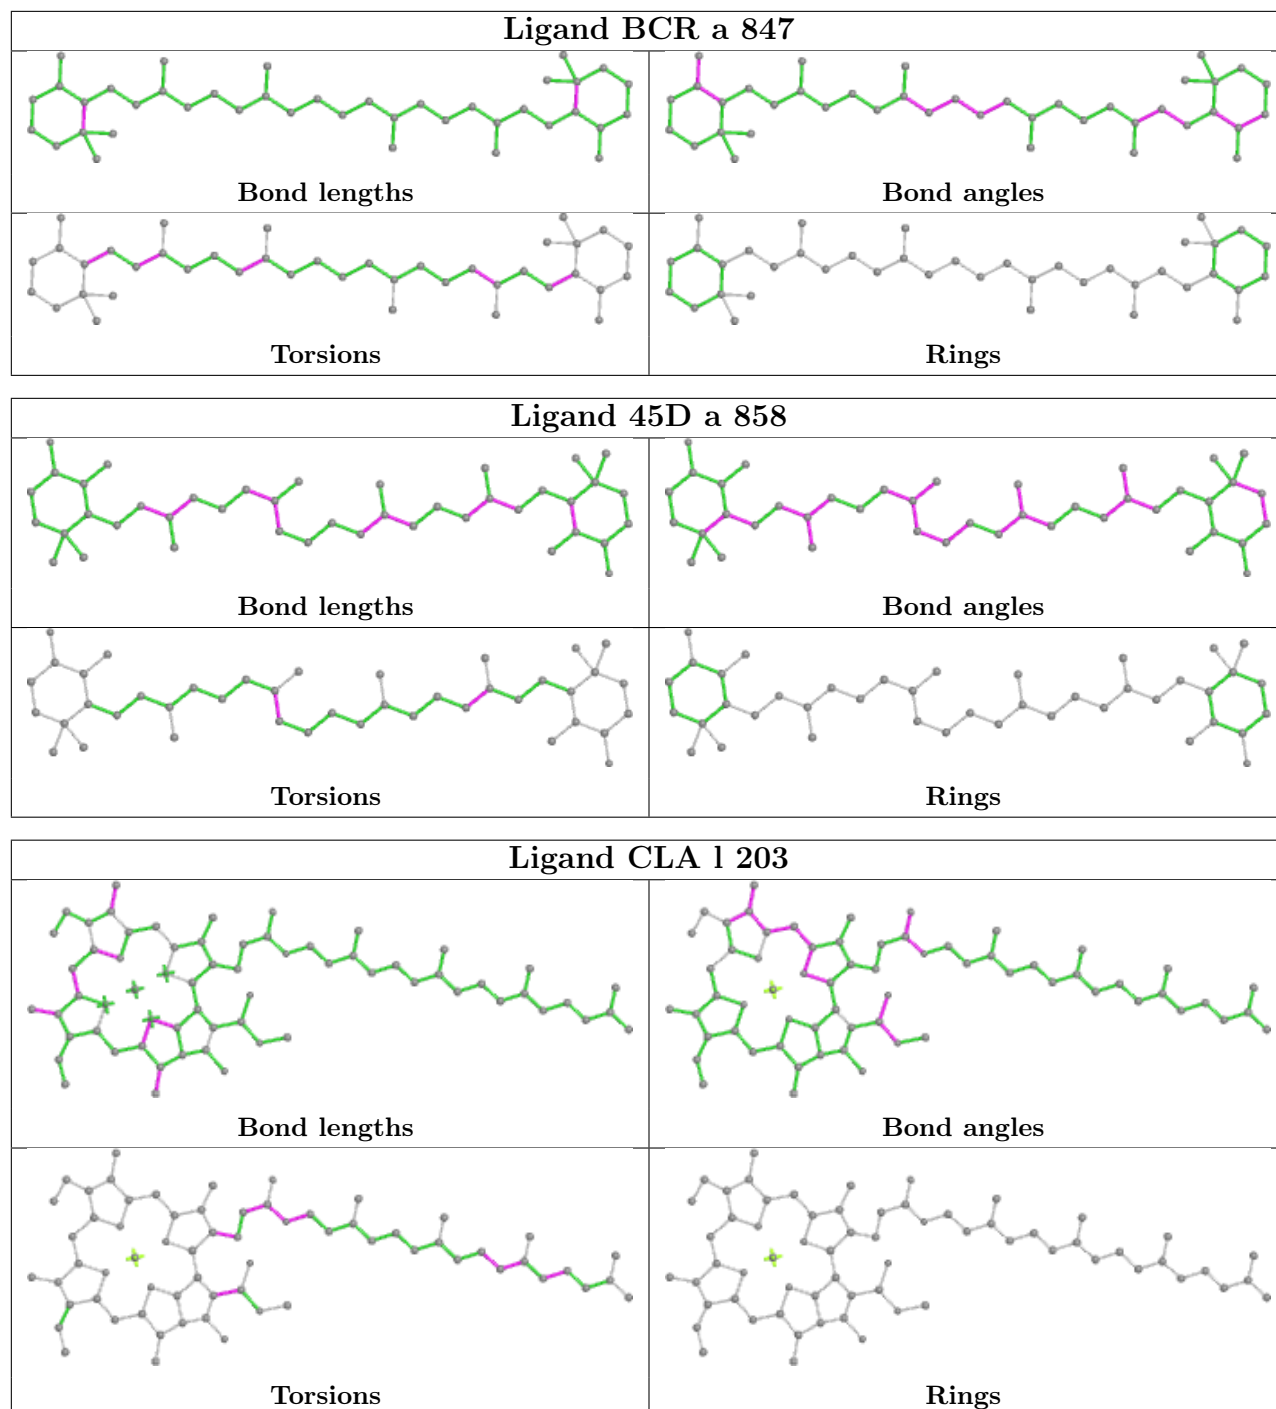 Ligand BCR a 847
Bond lengths
Bond angles
Torsions
Rings
Ligand 45D a 858
Bond lengths
Bond angles
Torsions
Rings
Ligand CLA l 203
Bond lengths
Bond angles
Torsions
Rings